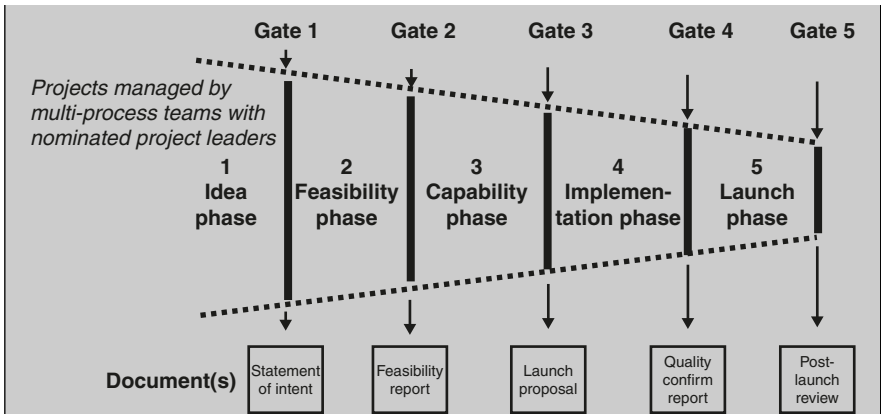 Gate 1 Gate 2 Gate 3 Gate 4 Gate 5
Projects managed by
multi-process teams with
nominated project leaders
1
Idea
phase
2
Feasibility
phase
3
Capability
phase
4
Implemen-
tation phase
5
Launch
phase
Document(s)
Statement
of intent
Feasibility
report
Launch
proposal
Quality
confirm
report
Post-
launch
review